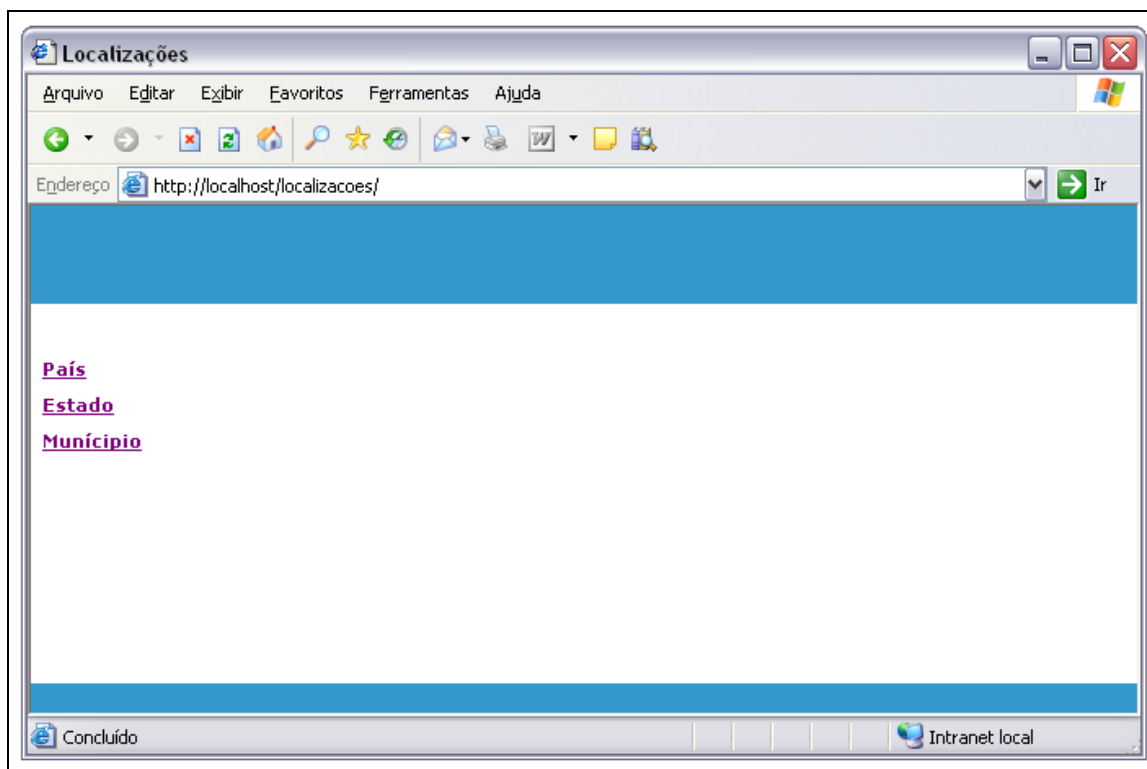 Localizações
Arquivo Editar Exibir Favoritos Ferramentas Ajuda
Endereço http://localhost/localizacoes/ Ir
País
Estado
Munícipio
Concluído Intranet local